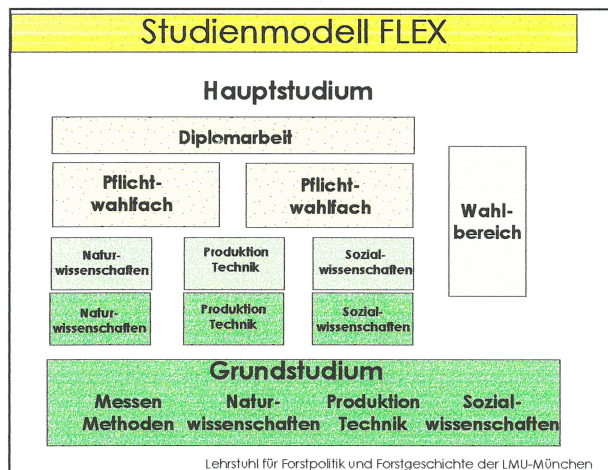 Studienmodell FLEX
Hauptstudium
Diplomarbeit
Pflicht-
wahlfach
Pflicht-
wahlfach
Wahl-
bereich
Natur-
wissenschaften
Produktion
Technik
Sozial-
wissenschaften
Natur-
wissenschaften
Produktion
Technik
Sozial-
wissenschaften
Grundstudium
Messen
Methoden
Natur-
wissenschaften
Produktion
Technik
Sozial-
wissenschaften
Lehrstuhl für Forstpolitik und Forstgeschichte der LMU-München